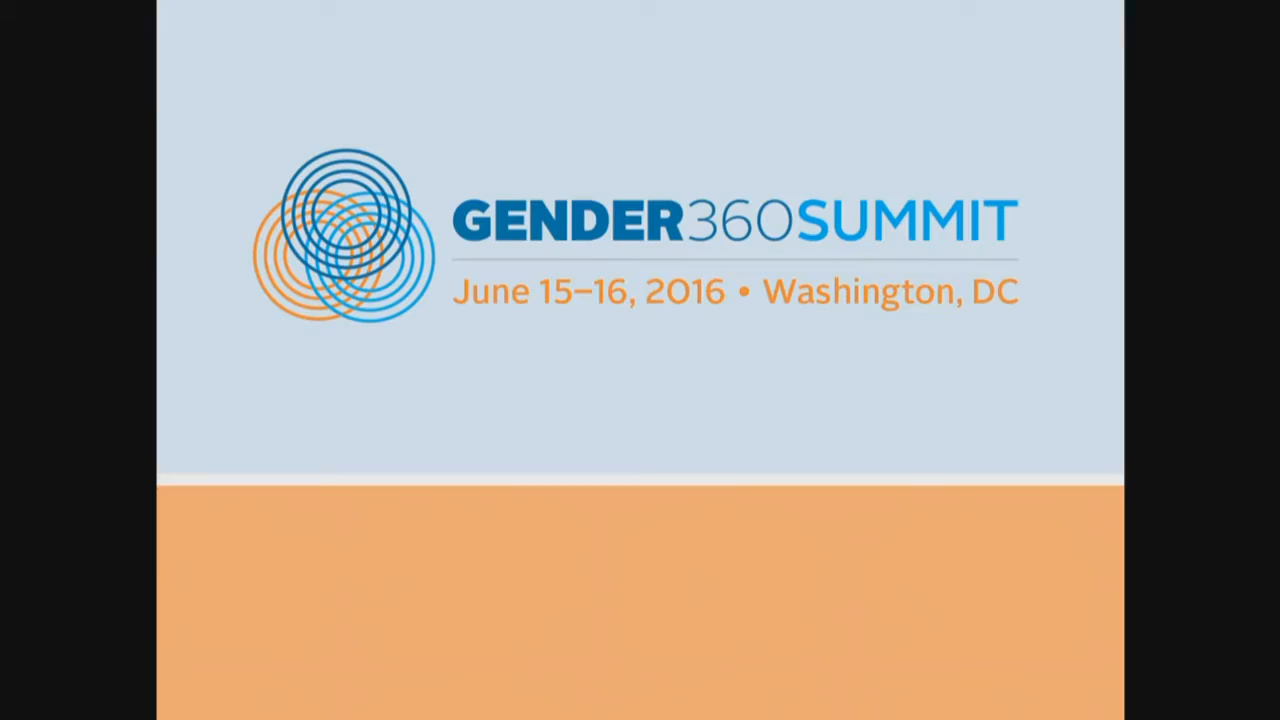 GENDER360SUMMIT
June 15–16, 2016 • Washington, DC